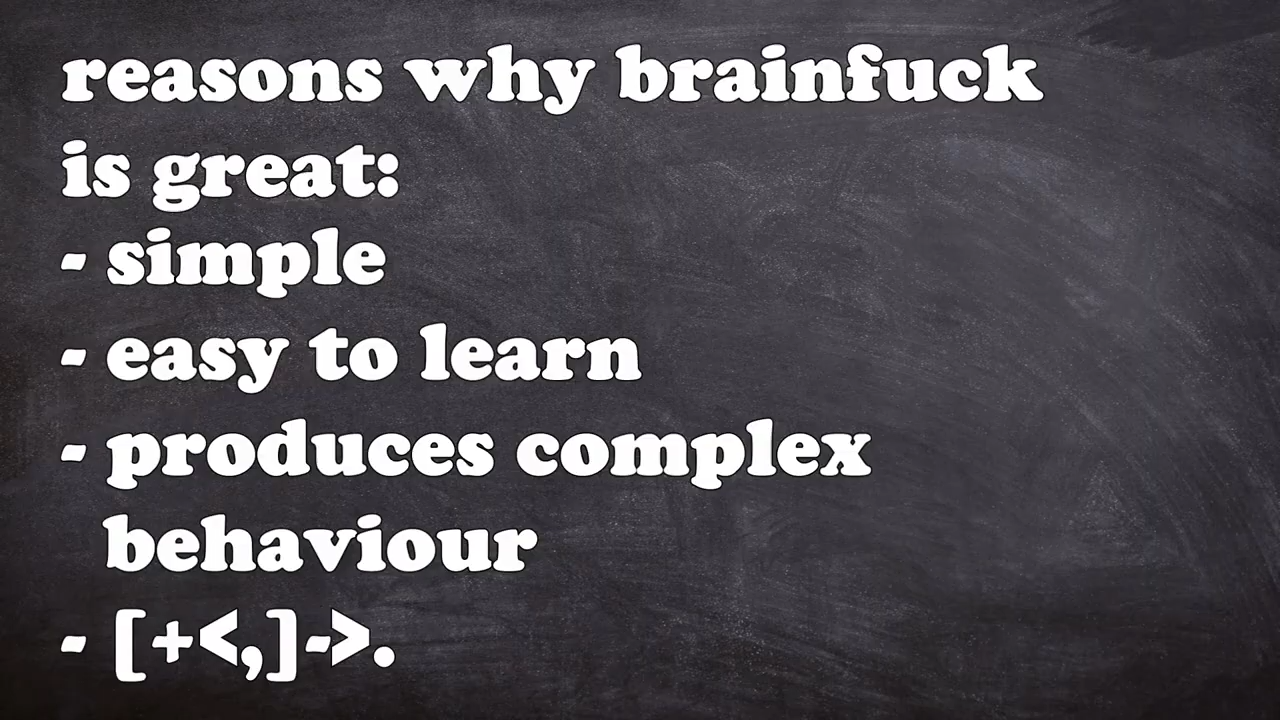 reasons why brainfuck
is great:
- simple
- easy to learn
- produces complex
behaviour
- [+<,]->.